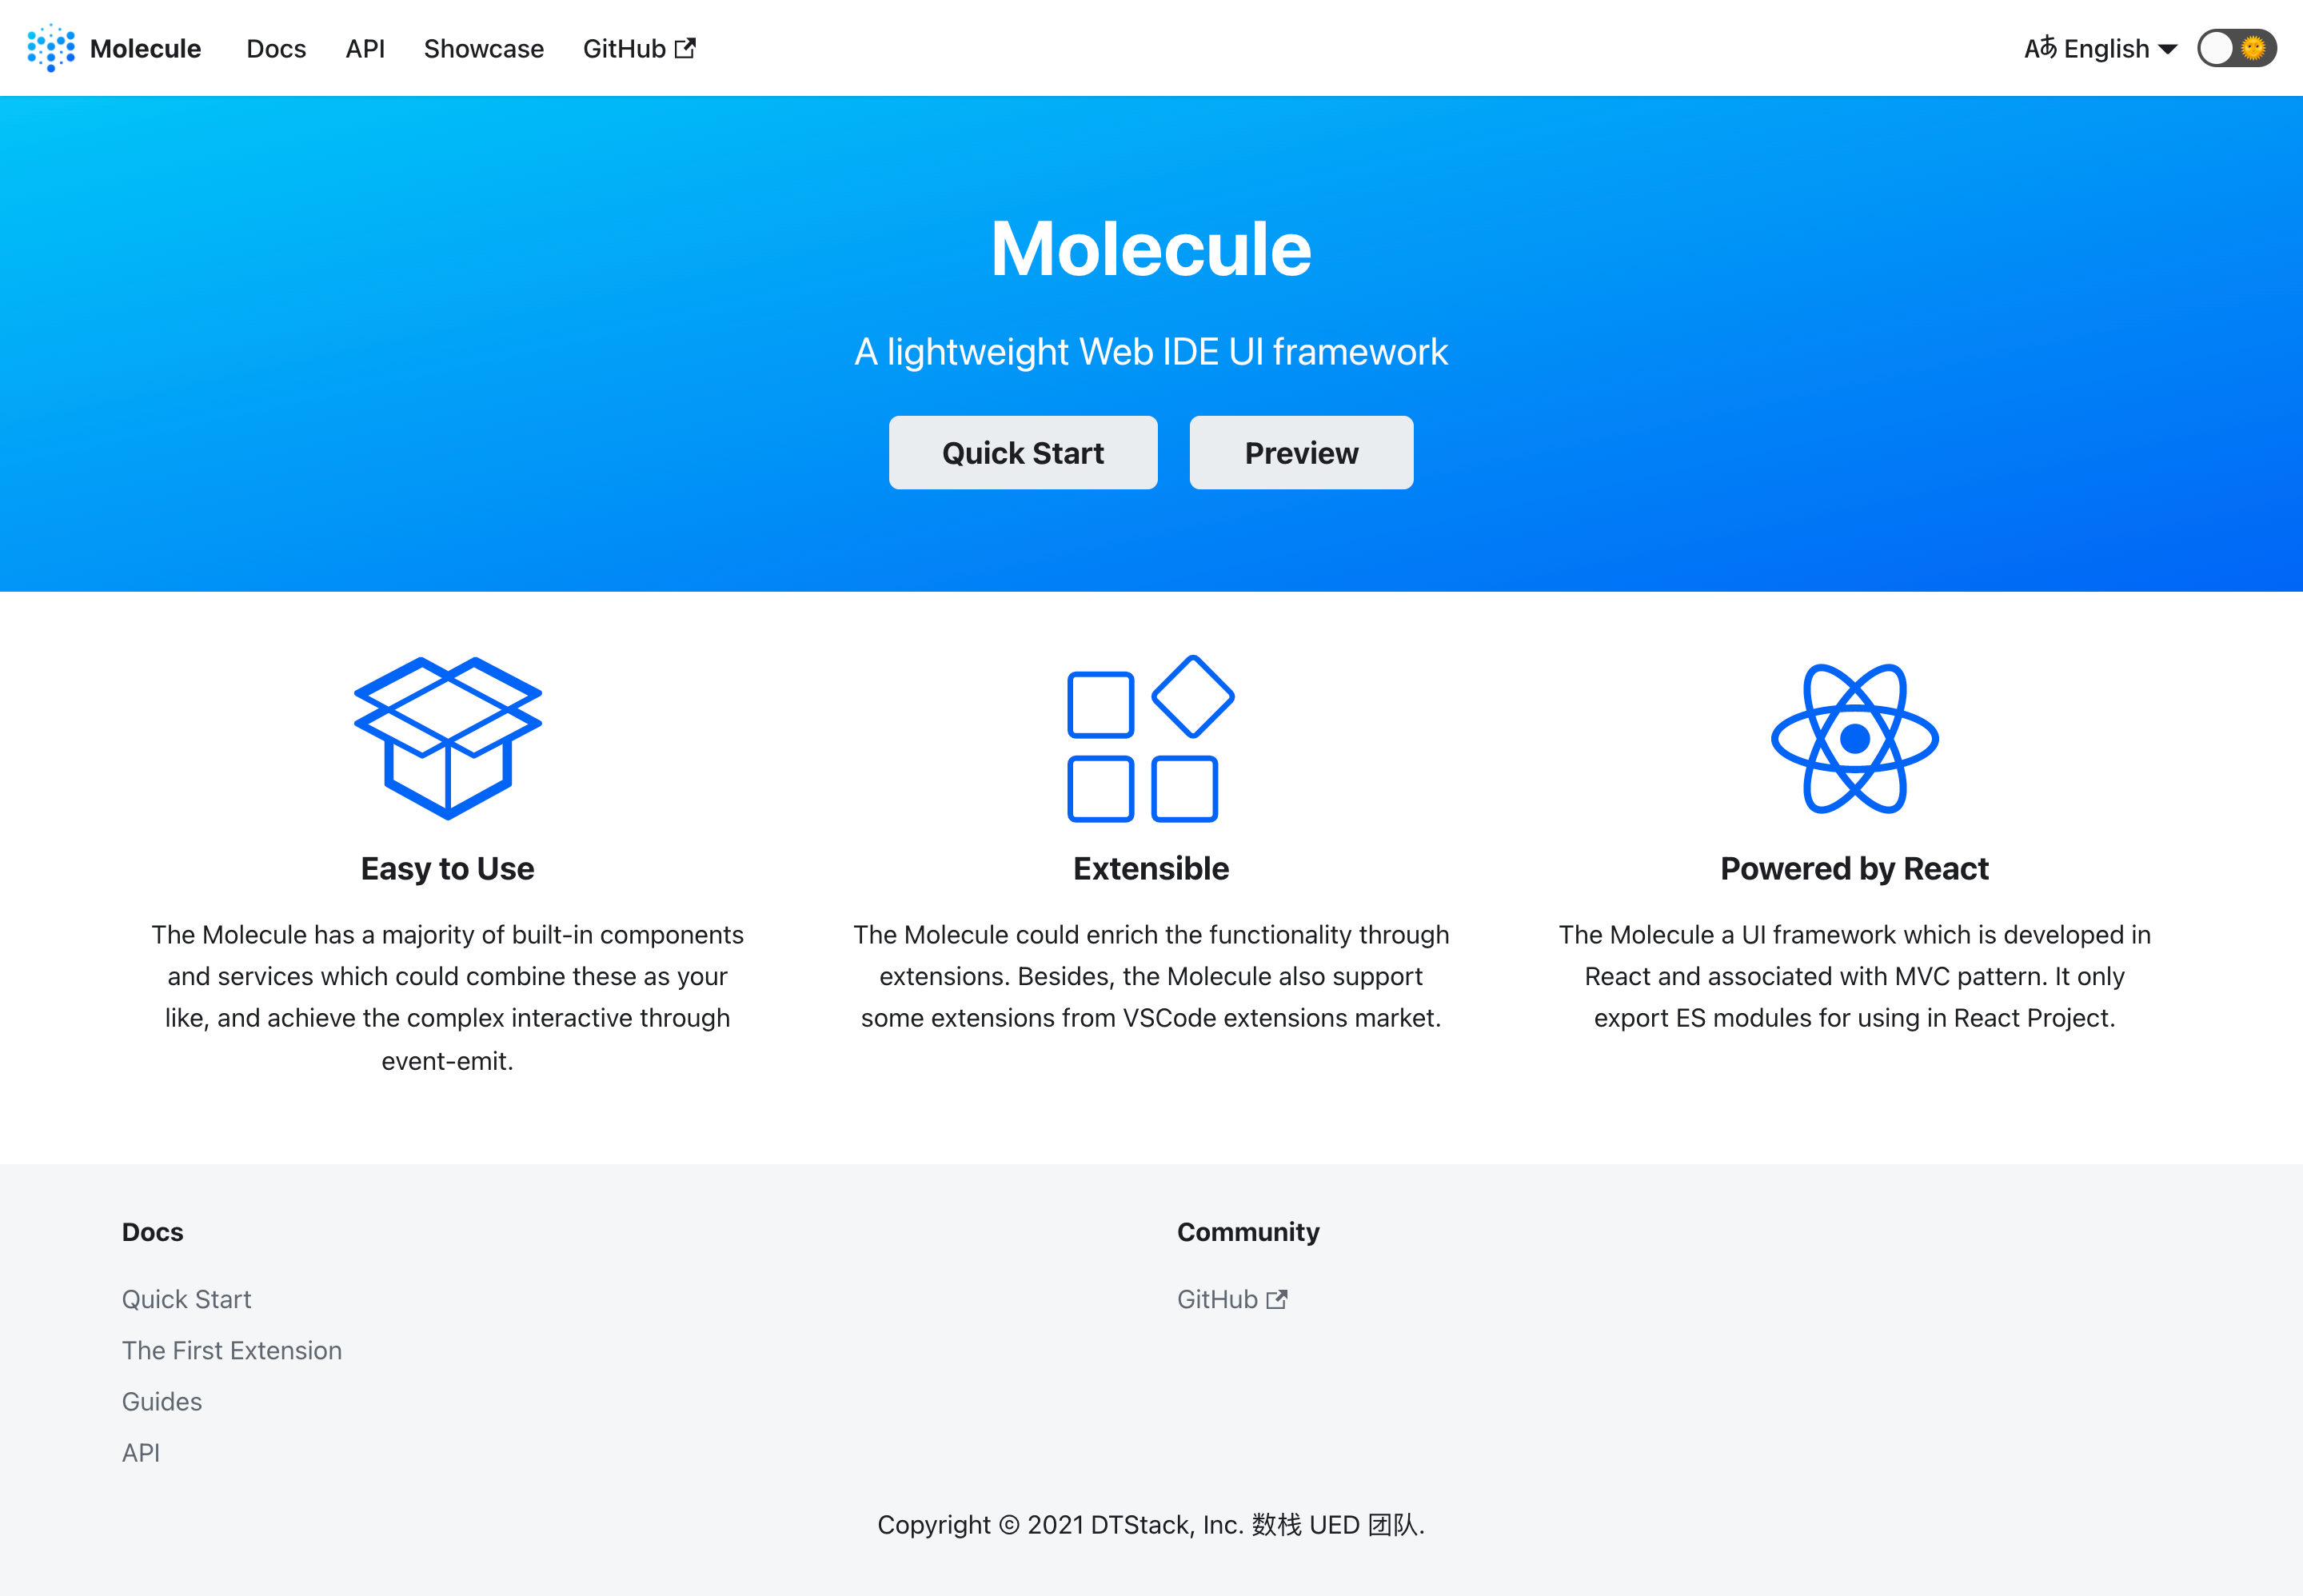 Molecule Docs API Showcase GitHub
Aあ English
Molecule
A lightweight Web IDE UI framework
Quick Start Preview
Easy to Use
The Molecule has a majority of built-in components
and services which could combine these as your
like, and achieve the complex interactive through
event-emit.
Extensible
The Molecule could enrich the functionality through
extensions. Besides, the Molecule also support
some extensions from VSCode extensions market.
Powered by React
The Molecule a UI framework which is developed in
React and associated with MVC pattern. It only
export ES modules for using in React Project.
Docs
Quick Start
The First Extension
Guides
API
Community
GitHub
Copyright © 2021 DTStack, Inc. 数栈 UED 团队.